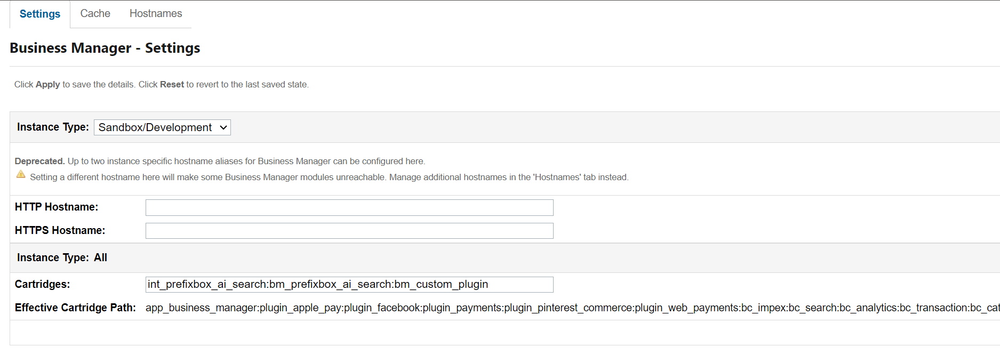 Settings Cache Hostnames
Business Manager - Settings
Click Apply to save the details. Click Reset to revert to the last saved state.
Instance Type: Sandbox/Development
Deprecated. Up to two instance specific hostname aliases for Business Manager can be configured here.
Setting a different hostname here will make some Business Manager modules unreachable. Manage additional hostnames in the 'Hostnames' tab instead.
HTTP Hostname:
HTTPS Hostname:
Instance Type: All
Cartridges: int_prefixbox_ai_search:bm_prefixbox_ai_search:bm_custom_plugin
Effective Cartridge Path: app_business_manager:plugin_apple_pay:plugin_facebook:plugin_payments:plugin_pinterest_commerce:plugin_web_payments:bc_impex:bc_search:bc_analytics:bc_transaction:bc_cat